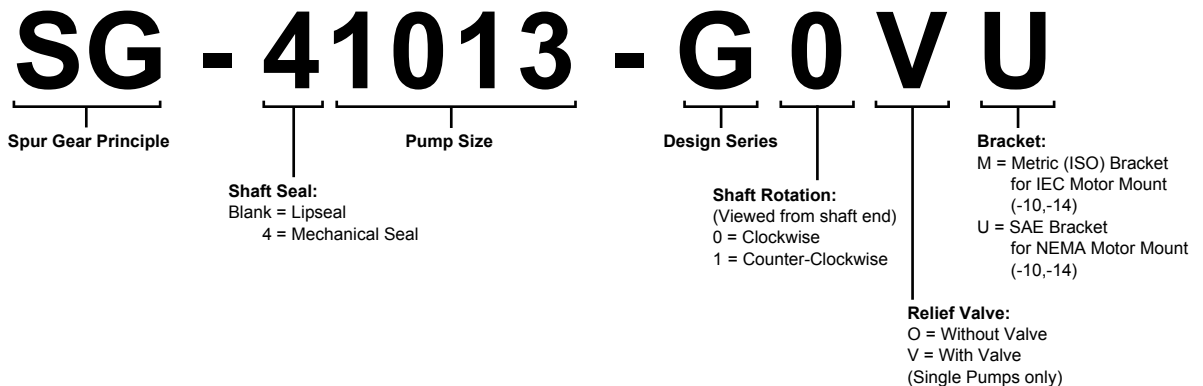 SG - 41013 - G 0 V U
Spur Gear Principle
Pump Size
Design Series
Shaft Seal:
Blank = Lipseal
4 = Mechanical Seal
Shaft Rotation:
(Viewed from shaft end)
0 = Clockwise
1 = Counter-Clockwise
Bracket:
M = Metric (ISO) Bracket
for IEC Motor Mount
(-10,-14)
U = SAE Bracket
for NEMA Motor Mount
(-10,-14)
Relief Valve:
O = Without Valve
V = With Valve
(Single Pumps only)